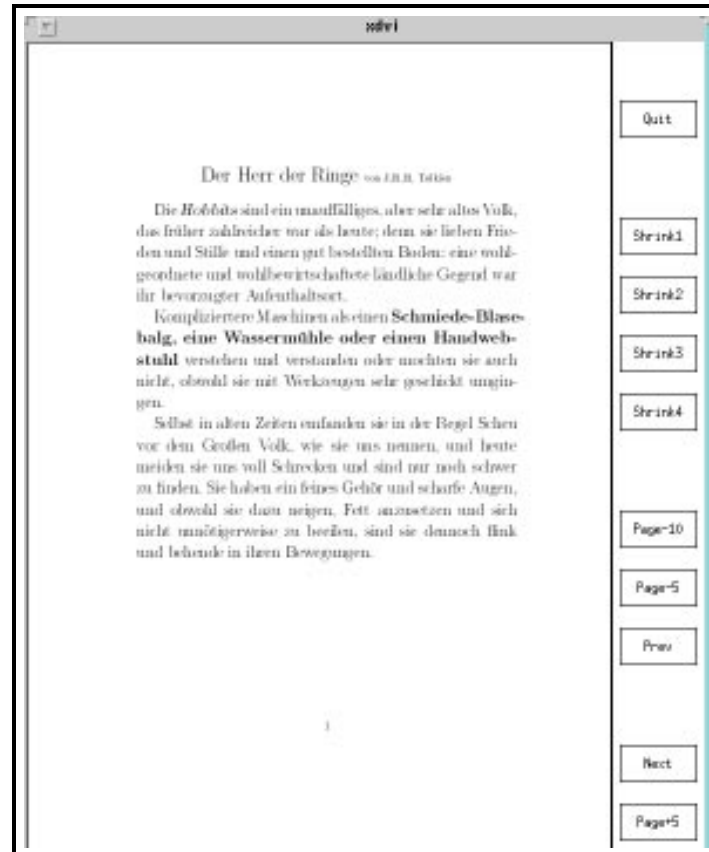 xdvi
Der Herr der Ringe von J.R.R. Tolkien
Die Hobbits sind ein unauffälliges, aber sehr altes Volk,
das früher zahlreicher war als heute; denn sie lieben Frie-
den und Stille und einen gut bestellten Boden: eine wohl-
geordnete und wohlbewirtschaftete ländliche Gegend war
ihr bevorzugter Aufenthaltsort.
Kompliziertere Maschinen als einen Schmiede-Blase-
balg, eine Wassermühle oder einen Handweb-
stuhl verstehen und verstanden oder mochten sie auch
nicht, obwohl sie mit Werkzeugen sehr geschickt umgin-
gen.
Selbst in alten Zeiten emfanden sie in der Regel Scheu
vor dem Großen Volk, wie sie uns nennen, und heute
meiden sie uns voll Schrecken und sind nur noch schwer
zu finden. Sie haben ein feines Gehör und scharfe Augen,
und obwohl sie dazu neigen, Fett anzusetzen und sich
nicht unnötigerweise zu beeilen, sind sie dennoch flink
und behende in ihren Bewegungen.
1
Quit
Shrink1
Shrink2
Shrink3
Shrink4
Page-10
Page-5
Prev
Next
Page+5